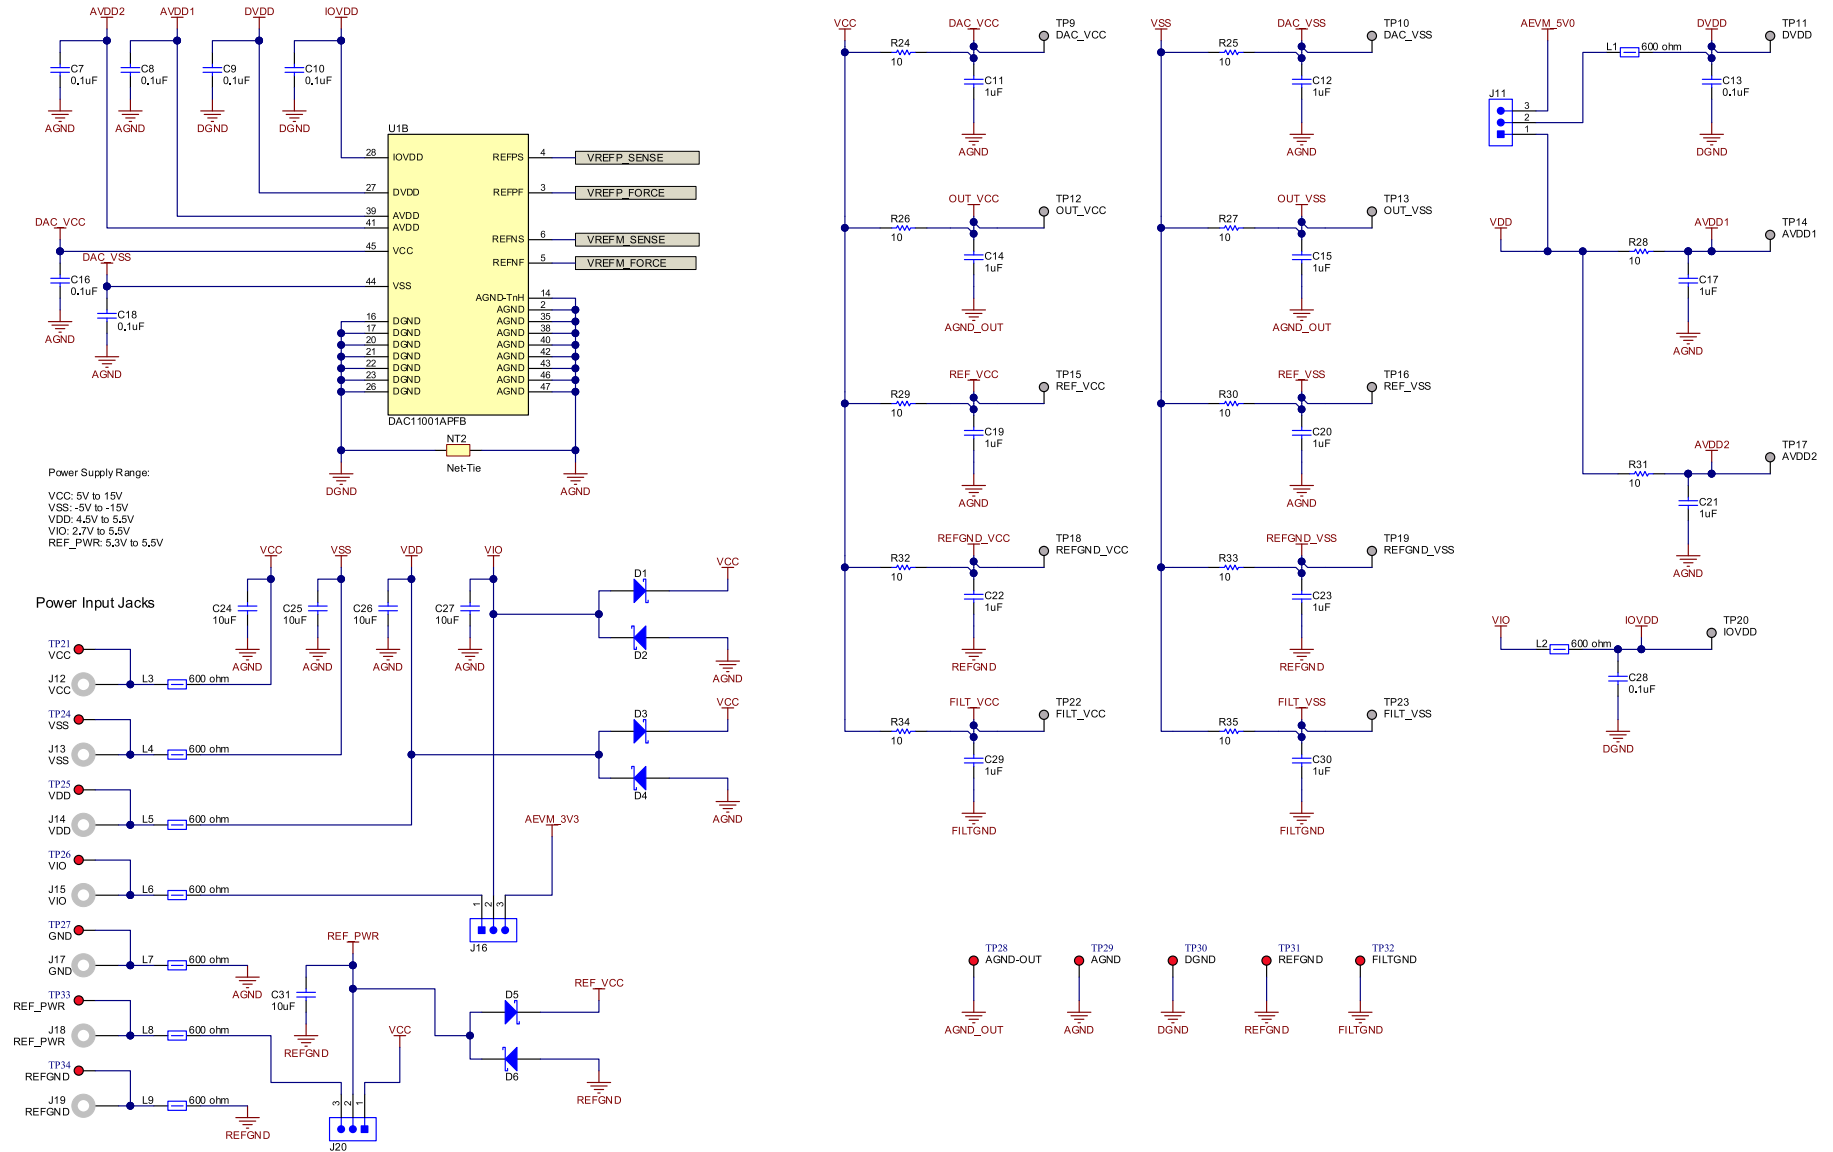 AVDD2
AVDD1
DVDD
IOVDD
C7
0.1uF
C8
0.1uF
C9
0.1uF
C10
0.1uF
AGND
AGND
DGND
DGND
U1B
28
IOVDD
27
DVDD
39
AVDD
41
AVDD
45
VCC
44
VSS
16
DGND
17
DGND
20
DGND
21
DGND
22
DGND
23
DGND
26
DGND
REFPS
4
VREFP_SENSE
REFPF
3
VREFP_FORCE
REFNS
6
VREFM_SENSE
REFNF
5
VREFM_FORCE
AGND-TnH
14
AGND
2
AGND
35
AGND
38
AGND
40
AGND
42
AGND
43
AGND
46
AGND
47
DAC11001APFB
DAC_VCC
DAC_VSS
C16
0.1uF
C18
0.1uF
AGND
AGND
NT2
Net-Tie
DGND
AGND
Power Supply Range:
VCC: 5V to 15V
VSS: -5V to -15V
VDD: 4.5V to 5.5V
VIO: 2.7V to 5.5V
REF_PWR: 5.3V to 5.5V
Power Input Jacks
VCC
VSS
VDD
VIO
C24
10uF
C25
10uF
C26
10uF
C27
10uF
AGND
AGND
AGND
AGND
D1
VCC
D2
AGND
D3
VCC
D4
AGND
TP21
VCC
J12
VCC
L3
600 ohm
TP24
VSS
J13
VSS
L4
600 ohm
TP25
VDD
J14
VDD
L5
600 ohm
TP26
VIO
J15
VIO
L6
600 ohm
AEVM_3V3
1
2
3
J16
TP27
GND
J17
GND
L7
600 ohm
AGND
TP33
REF_PWR
J18
REF_PWR
L8
600 ohm
TP34
REFGND
J19
REFGND
L9
600 ohm
REFGND
REF_PWR
C31
10uF
REFGND
VCC
3
2
1
J20
D5
REF_VCC
D6
REFGND
VCC
R24
10
DAC_VCC
C11
1uF
AGND
TP9
DAC_VCC
R26
10
OUT_VCC
C14
1uF
AGND_OUT
TP12
OUT_VCC
R29
10
REF_VCC
C19
1uF
AGND
TP15
REF_VCC
R32
10
REFGND_VCC
C22
1uF
REFGND
TP18
REFGND_VCC
R34
10
FILT_VCC
C29
1uF
FILTGND
TP22
FILT_VCC
VSS
R25
10
DAC_VSS
C12
1uF
AGND
TP10
DAC_VSS
R27
10
OUT_VSS
C15
1uF
AGND_OUT
TP13
OUT_VSS
R30
10
REF_VSS
C20
1uF
AGND
TP16
REF_VSS
R33
10
REFGND_VSS
C23
1uF
REFGND
TP19
REFGND_VSS
R35
10
FILT_VSS
C30
1uF
FILTGND
TP23
FILT_VSS
AEVM_5V0
L1
600 ohm
DVDD
TP11
DVDD
C13
0.1uF
DGND
J11
3
2
1
VDD
R28
10
AVDD1
TP14
AVDD1
C17
1uF
AGND
R31
10
AVDD2
TP17
AVDD2
C21
1uF
AGND
VIO
L2
600 ohm
IOVDD
TP20
IOVDD
C28
0.1uF
DGND
TP28
AGND-OUT
AGND_OUT
TP29
AGND
AGND
TP30
DGND
DGND
TP31
REFGND
REFGND
TP32
FILTGND
FILTGND